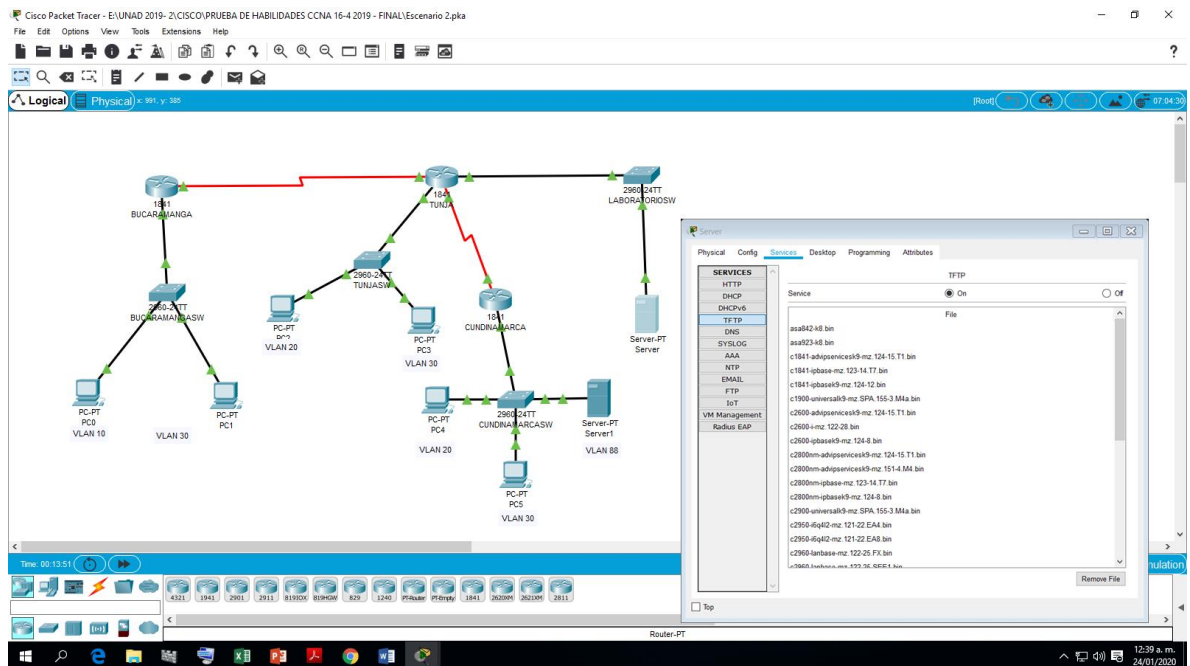 Cisco Packet Tracer - E:\UNAD 2019- 2\CISCO\PRUEBA DE HABILIDADES CCNA 16-4 2019 - FINAL\Escenario 2.pka
File Edit Options View Tools Extensions Help
?
Logical Physical x: 991, y: 385 [Root] 07:04:30
1841
BUCARAMANGA
1841
TUNJA
2960-24TT
LABORATORIOSW
2960-24TT
TUNJASW
2960-24TT
BUCARAMANGASW
PC-PT
PC2
VLAN 20
PC-PT
PC3
VLAN 30
1841
CUNDINAMARCA
Server-PT
Server
PC-PT
PC0
VLAN 10
VLAN 30
PC-PT
PC1
PC-PT
PC4
VLAN 20
2960-24TT
CUNDINAMARCASW
Server-PT
Server1
VLAN 88
PC-PT
PC5
VLAN 30
Server
Physical Config Services Desktop Programming Attributes
SERVICES
HTTP
DHCP
DHCPv6
TFTP
DNS
SYSLOG
AAA
NTP
EMAIL
FTP
IoT
VM Management
Radius EAP
TFTP
Service On Off
File
asa842-k8.bin
asa923-k8.bin
c1841-advipservicesk9-mz.124-15.T1.bin
c1841-ipbase-mz.123-14.T7.bin
c1841-ipbasek9-mz.124-12.bin
c1900-universalk9-mz.SPA.155-3.M4a.bin
c2600-advipservicesk9-mz.124-15.T1.bin
c2600-i-mz.122-28.bin
c2600-ipbasek9-mz.124-8.bin
c2800nm-advipservicesk9-mz.124-15.T1.bin
c2800nm-advipservicesk9-mz.151-4.M4.bin
c2800nm-ipbase-mz.123-14.T7.bin
c2800nm-ipbasek9-mz.124-8.bin
c2900-universalk9-mz.SPA.155-3.M4a.bin
c2950-i6q4l2-mz.121-22.EA4.bin
c2950-i6q4l2-mz.121-22.EA8.bin
c2960-lanbase-mz.122-25.FX.bin
c2960-lanbase-mz.122-25.SEE1.bin
Remove File
Top
Time: 00:13:51
4321 1941 2901 2911 819IOX 819HGW 829 1240 PT-Router PT-Empty 1841 2620XM 2621XM 2811
Router-PT
12:39 a. m.
24/01/2020